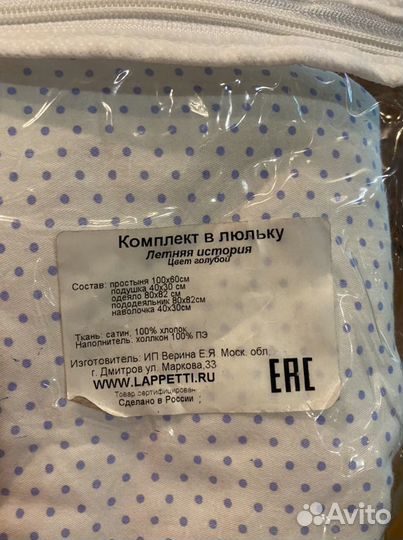 Комплект в люльку
Летняя история
Цвет голубой
Состав: простыня 100х60см
подушка 40х30 см
одеяло 80х82 см
пододеяльник 80х82см
наволочка 40х30см
Ткань: сатин, 100% хлопок
Наполнитель: холлкон 100% ПЭ
Изготовитель: ИП Верина Е.Я Моск. обл.
г. Дмитров ул. Маркова,33
WWW.LAPPETTI.RU
Товар сертифицирован
Сделано в России ;
EAC
Avito